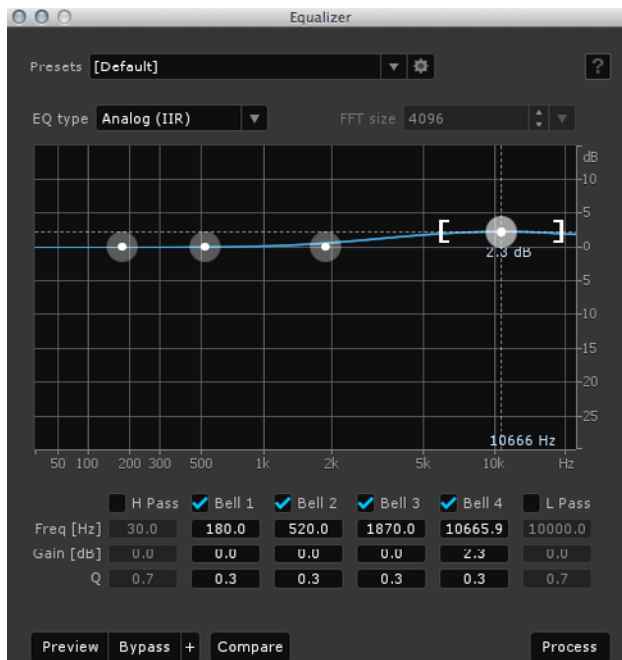 Equalizer
Presets [Default] ?
EQ type Analog (IIR) FFT size 4096
dB
10
5
0
2.3 dB
-5
-10
-15
-20
-25
10666 Hz
50 100 200 300 500 1k 2k 5k 10k Hz
H Pass Bell 1 Bell 2 Bell 3 Bell 4 L Pass
Freq [Hz] 30.0 180.0 520.0 1870.0 10665.9 10000.0
Gain [dB] 0.0 0.0 0.0 0.0 2.3 0.0
Q 0.7 0.3 0.3 0.3 0.3 0.7
Preview Bypass + Compare Process